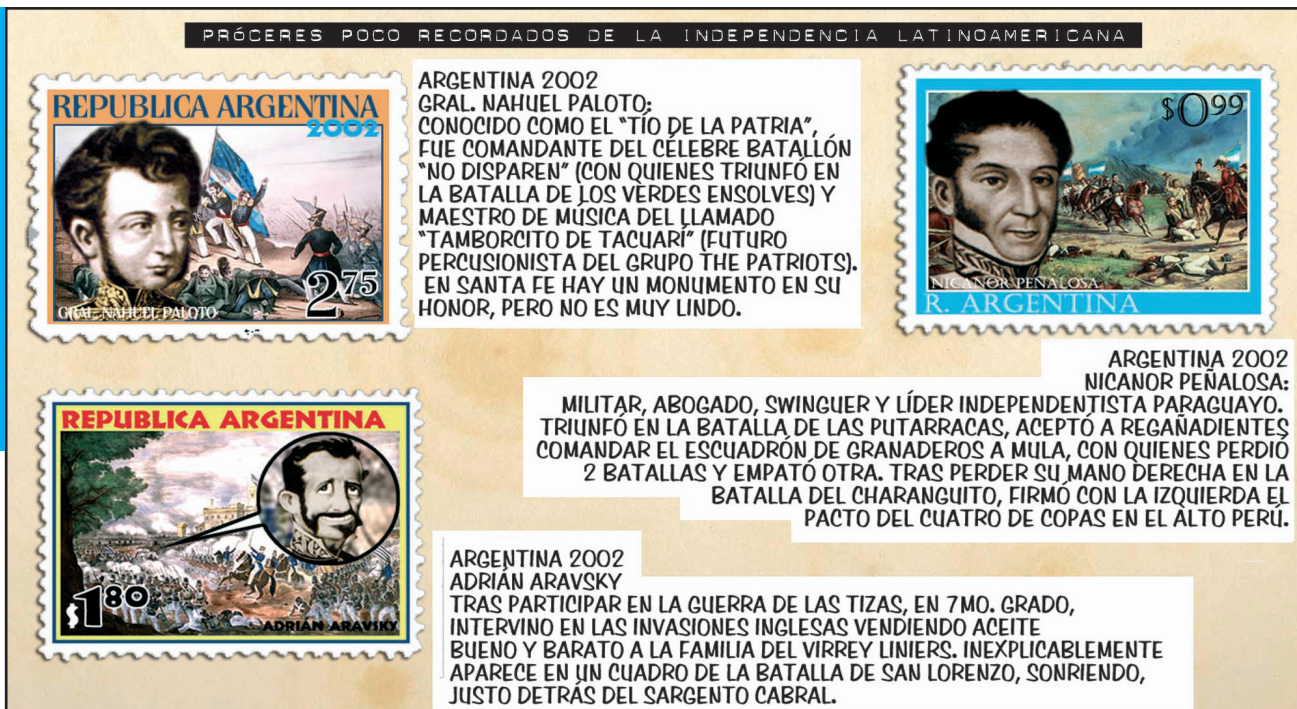 PRÓCERES POCO RECORDADOS DE LA INDEPENDENCIA LATINOAMERICANA
REPUBLICA ARGENTINA
2002
2 75
GRAL. NAHUEL PALOTO
ARGENTINA 2002
GRAL. NAHUEL PALOTO:
CONOCIDO COMO EL "TÍO DE LA PATRIA",
FUE COMANDANTE DEL CÉLEBRE BATALLÓN
"NO DISPAREN" (CON QUIENES TRIUNFÓ EN
LA BATALLA DE LOS VERDES ENSOLVES) Y
MAESTRO DE MÚSICA DEL LLAMADO
"TAMBORCITO DE TACUARÍ" (FUTURO
PERCUSIONISTA DEL GRUPO THE PATRIOTS).
EN SANTA FE HAY UN MONUMENTO EN SU
HONOR, PERO NO ES MUY LINDO.
$0 99
NICANOR PEÑALOSA
R. ARGENTINA
ARGENTINA 2002
NICANOR PEÑALOSA:
MILITAR, ABOGADO, SWINGUER Y LÍDER INDEPENDENTISTA PARAGUAYO.
TRIUNFÓ EN LA BATALLA DE LAS PUTARRACAS, ACEPTÓ A REGAÑADIENTES
COMANDAR EL ESCUADRÓN DE GRANADEROS A MULA, CON QUIENES PERDIÓ
2 BATALLAS Y EMPATÓ OTRA. TRAS PERDER SU MANO DERECHA EN LA
BATALLA DEL CHARANGUITO, FIRMÓ CON LA IZQUIERDA EL
PACTO DEL CUATRO DE COPAS EN EL ALTO PERÚ.
REPUBLICA ARGENTINA
$1 80
ADRIÁN ARAVSKY
ARGENTINA 2002
ADRIÁN ARAVSKY
TRAS PARTICIPAR EN LA GUERRA DE LAS TIZAS, EN 7MO. GRADO,
INTERVINO EN LAS INVASIONES INGLESAS VENDIENDO ACEITE
BUENO Y BARATO A LA FAMILIA DEL VIRREY LINIERS. INEXPLICABLEMENTE
APARECE EN UN CUADRO DE LA BATALLA DE SAN LORENZO, SONRIENDO,
JUSTO DETRÁS DEL SARGENTO CABRAL.